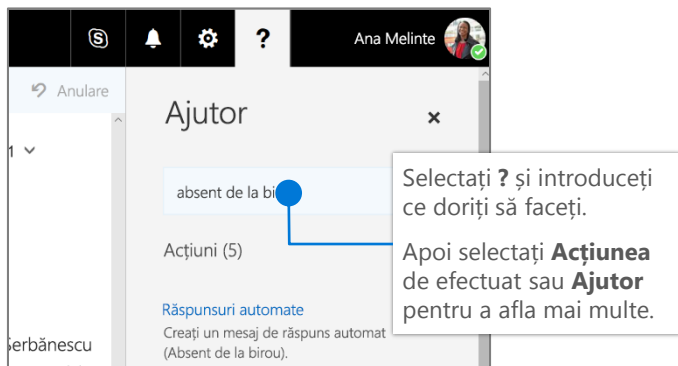 ? Ana Melinte
Anulare
Ajutor
1
absent de la bi
Acțiuni (5)
Răspunsuri automate
Creați un mesaj de răspuns automat
(Absent de la birou).
Șerbănescu
Selectați ? și introduceți
ce doriți să faceți.
Apoi selectați Acțiunea
de efectuat sau Ajutor
pentru a afla mai multe.